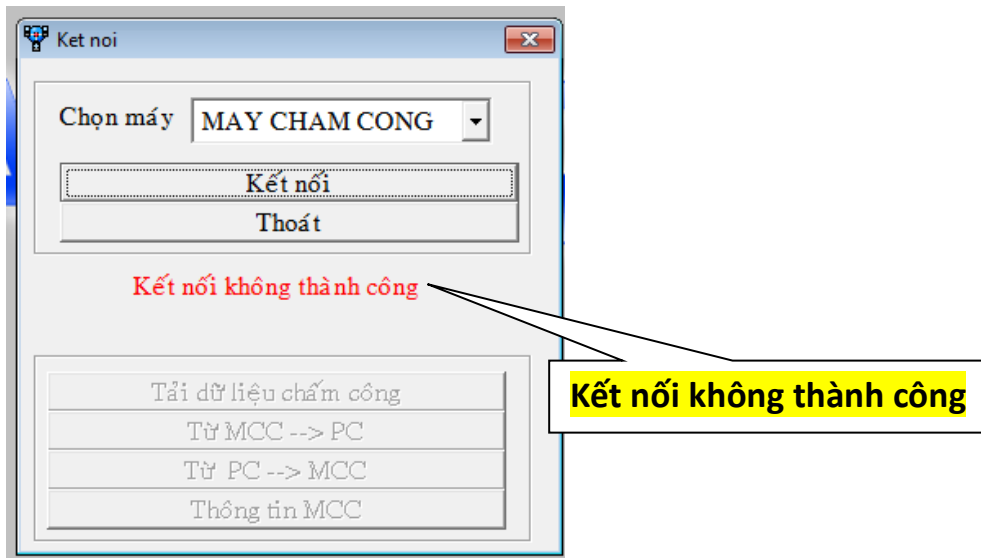 Ket noi
Chọn máy MAY CHAM CONG
Kết nối
Thoát
Kết nối không thành công
Kết nối không thành công
Tải dữ liệu chấm công
Từ MCC --> PC
Từ PC --> MCC
Thông tin MCC